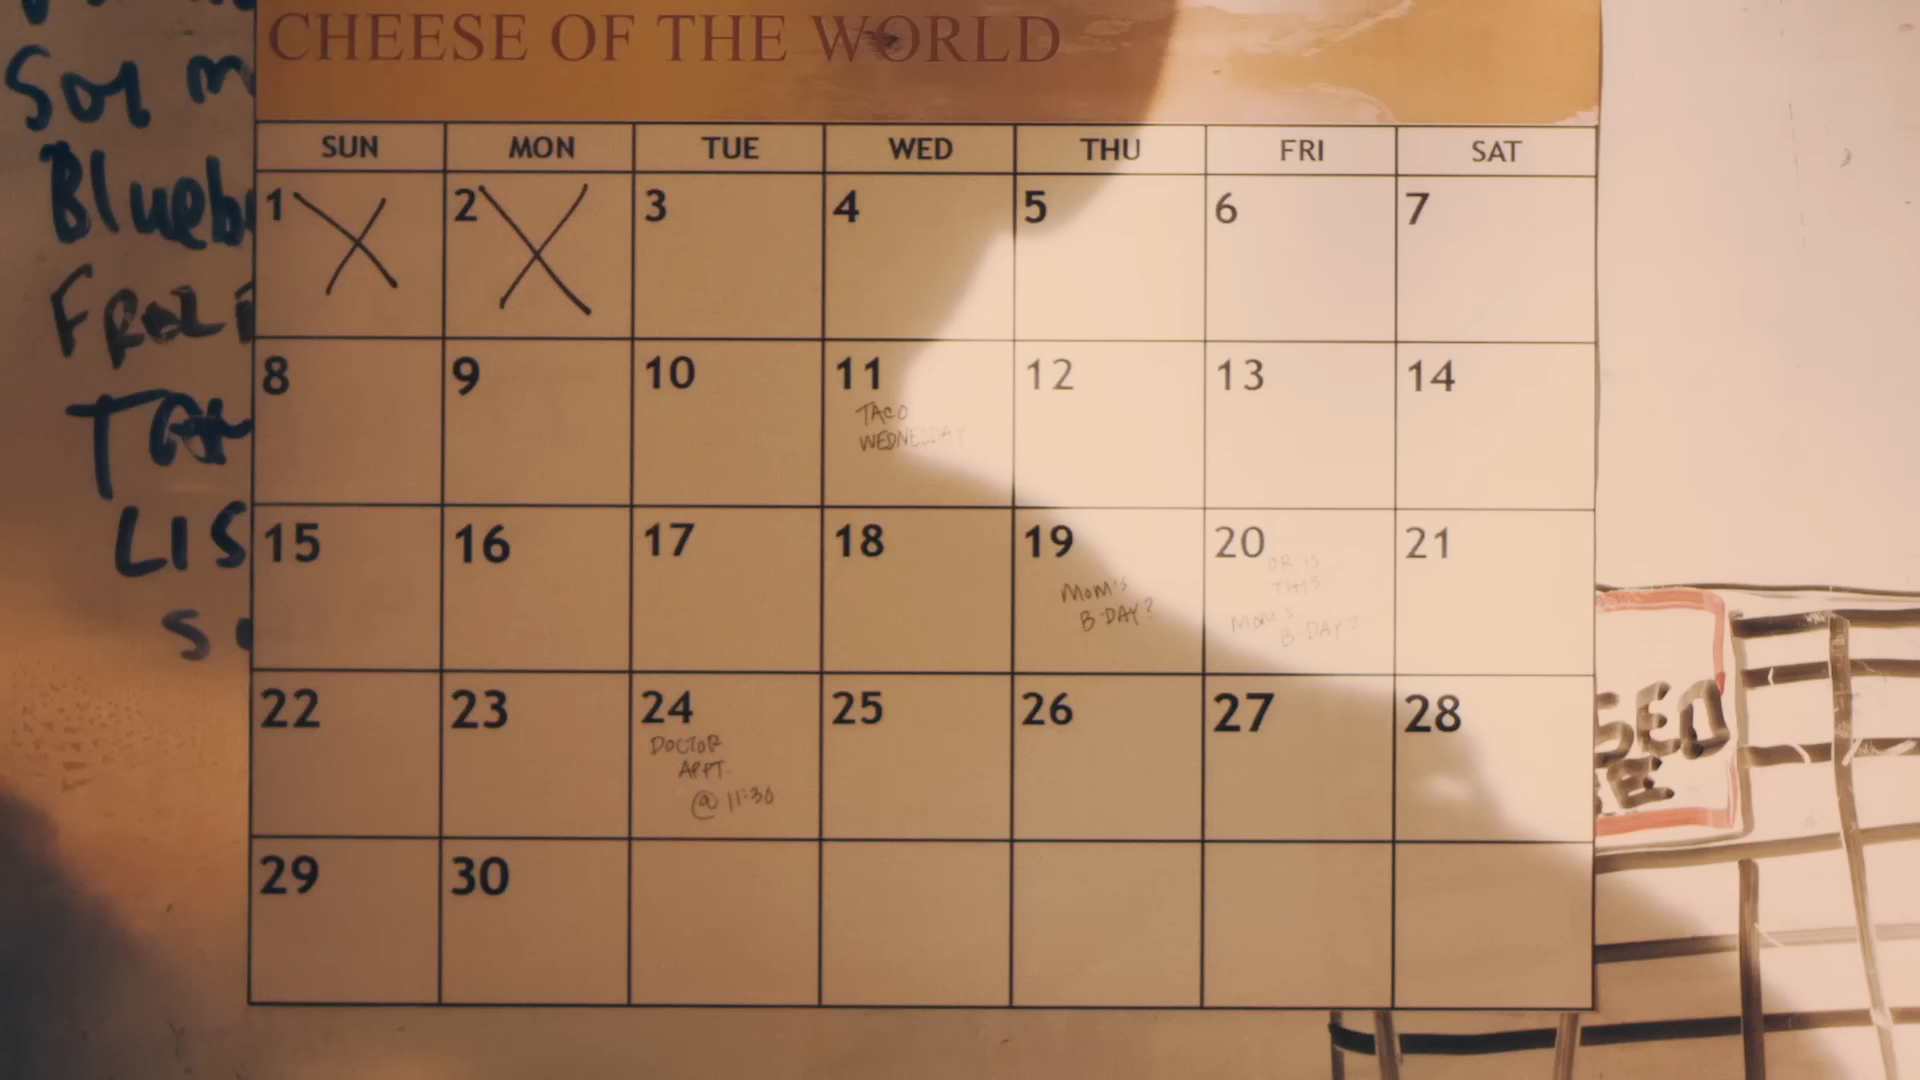 CHEESE OF THE WORLD
SUN MON TUE WED THU FRI SAT
1 2 3 4 5 6 7
8 9 10 11 12 13 14
TACO
WEDNESDAY
15 16 17 18 19 20 21
MOM'S
B-DAY?
OR IS
THIS
MOM'S
B-DAY?
22 23 24 25 26 27 28
DOCTOR
APPT.
@ 11:30
29 30
LIS
SED